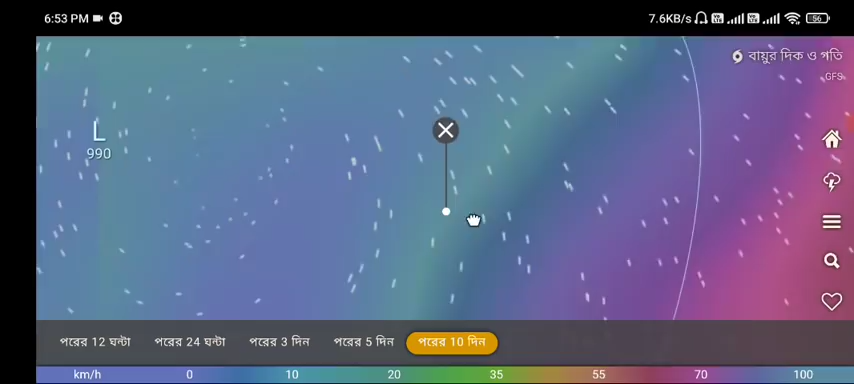 6:53 PM
7.6KB/s
56
বায়ুর দিক ও গতি
GFS
L
990
পরের 12 ঘন্টা পরের 24 ঘন্টা পরের 3 দিন পরের 5 দিন পরের 10 দিন
km/h 0 10 20 35 55 70 100